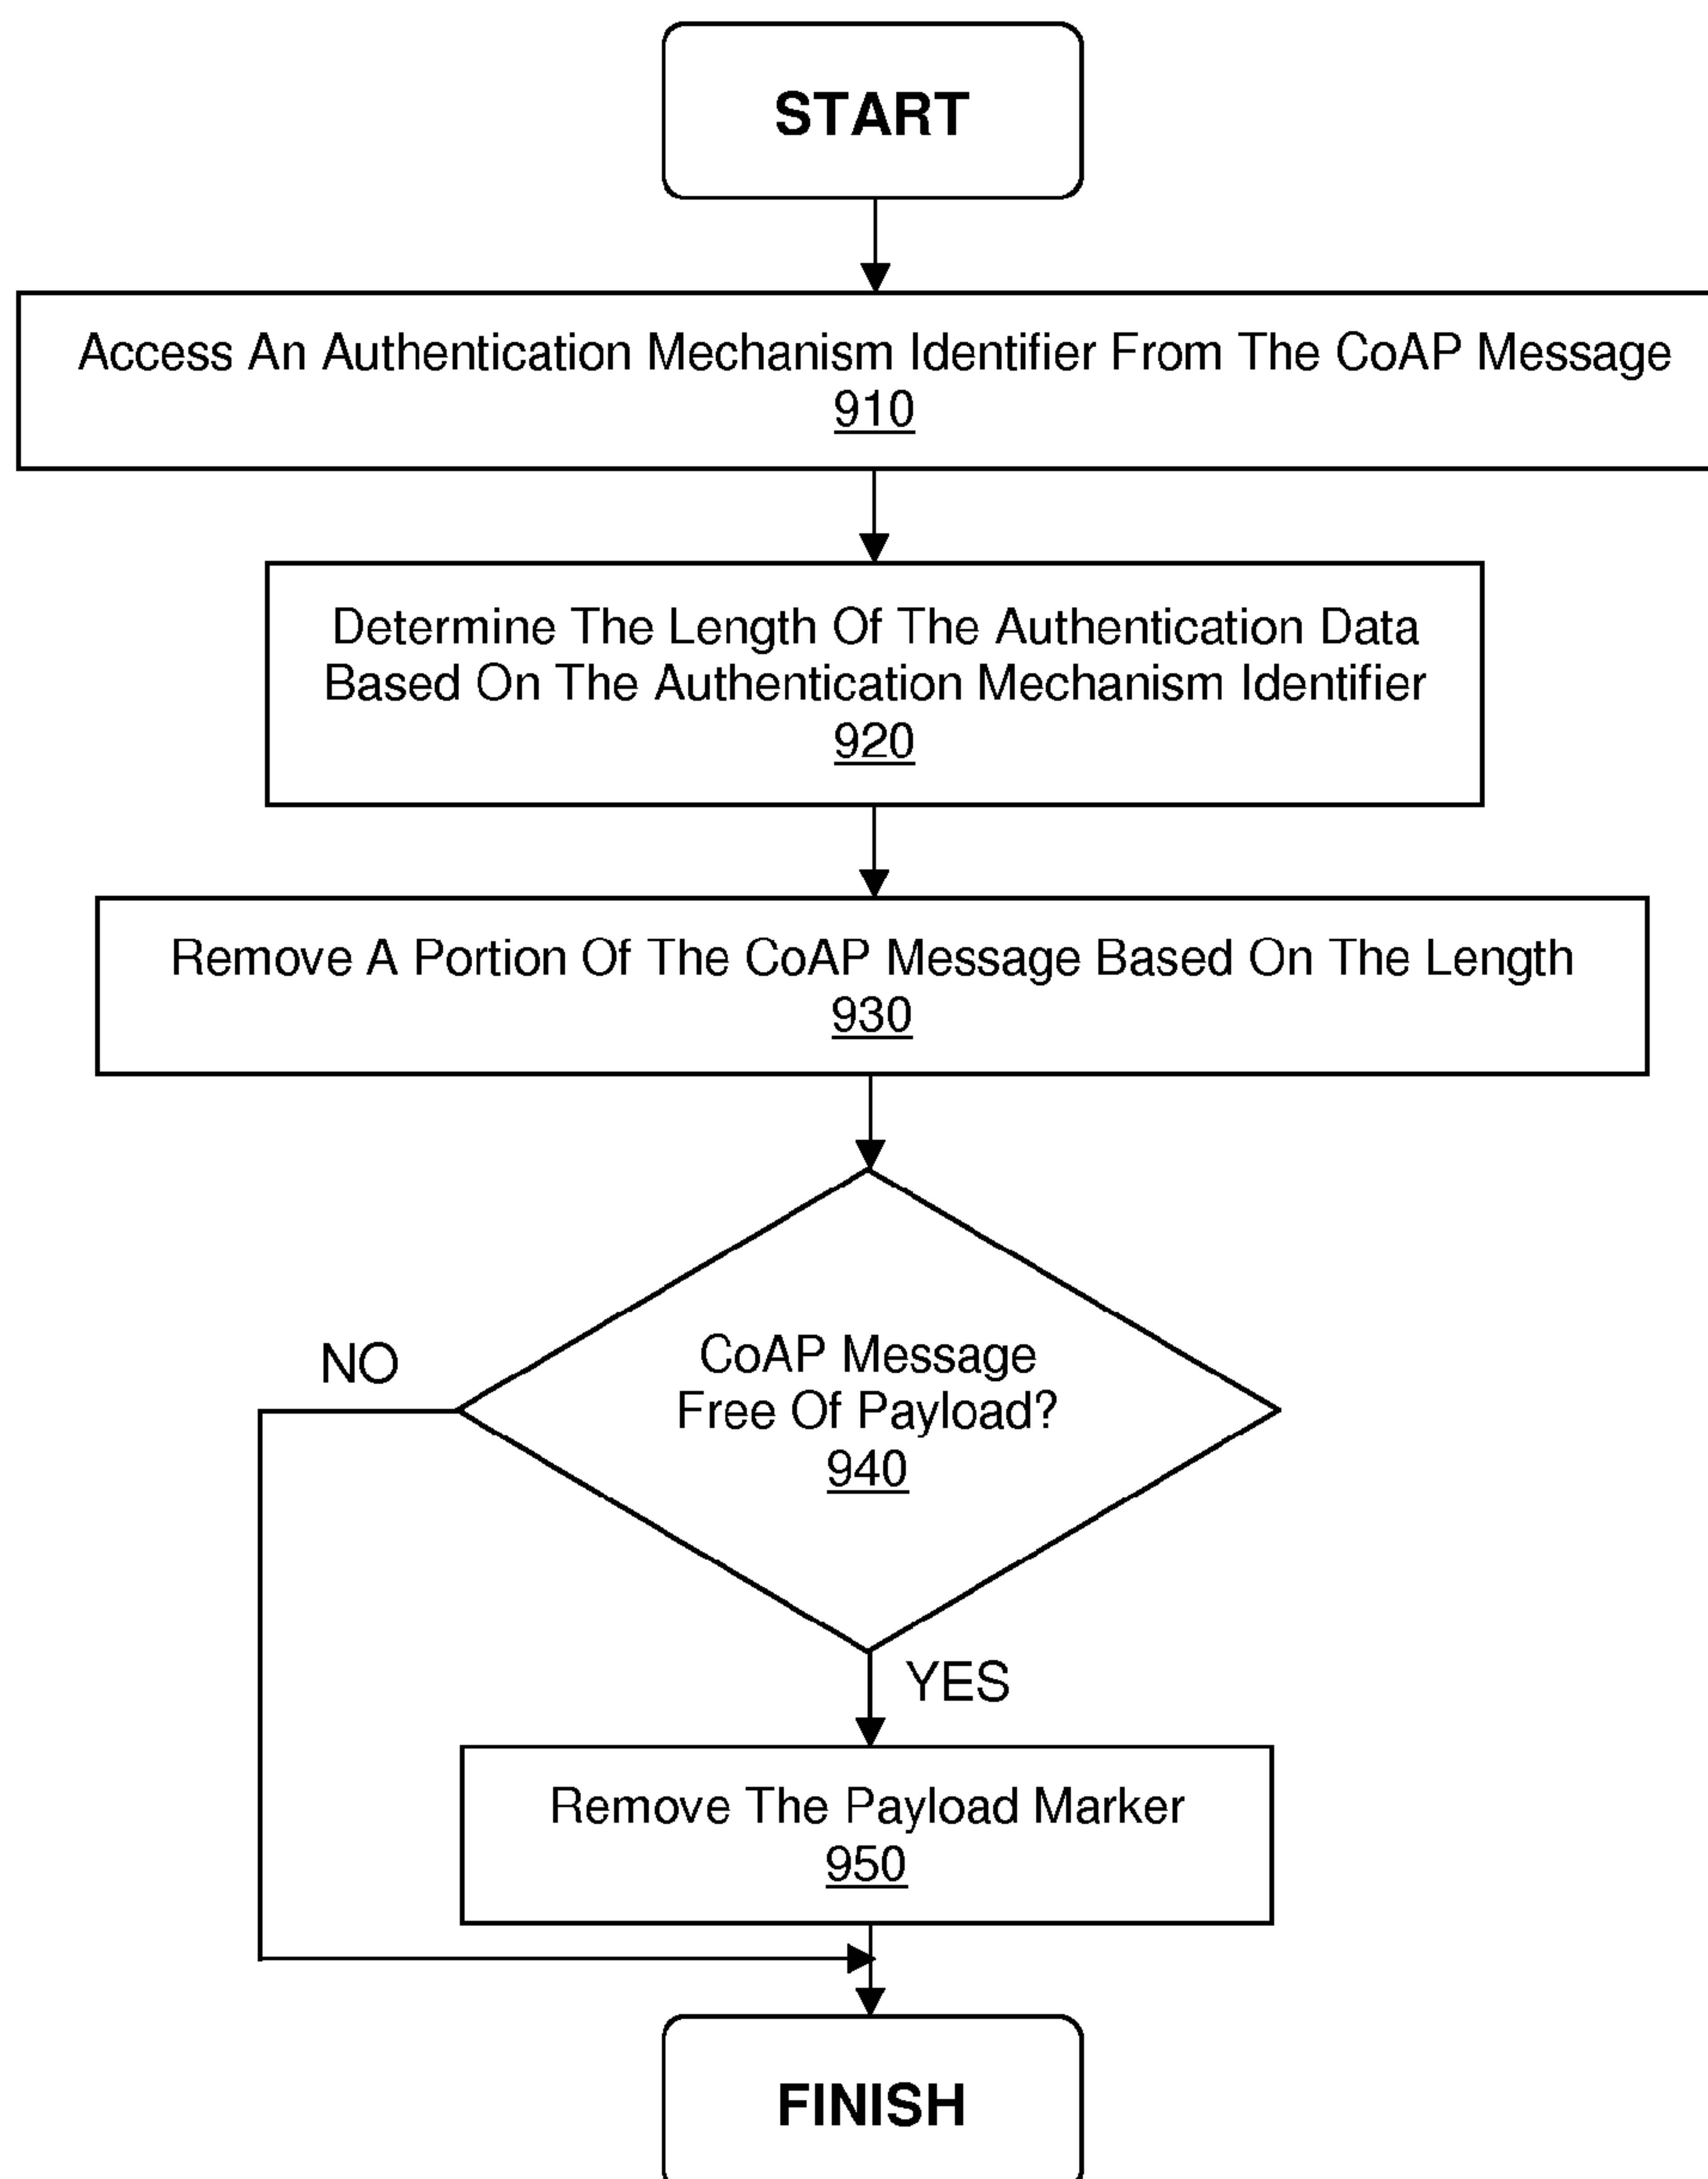 START
Access An Authentication Mechanism Identifier From The CoAP Message
910
Determine The Length Of The Authentication Data
Based On The Authentication Mechanism Identifier
920
Remove A Portion Of The CoAP Message Based On The Length
930
NO
CoAP Message
Free Of Payload?
940
YES
Remove The Payload Marker
950
FINISH